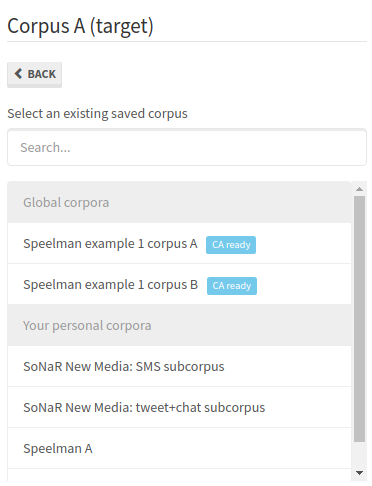 Corpus A (target)
BACK
Select an existing saved corpus
Search...
Global corpora
Speelman example 1 corpus A CA ready
Speelman example 1 corpus B CA ready
Your personal corpora
SoNaR New Media: SMS subcorpus
SoNaR New Media: tweet+chat subcorpus
Speelman A